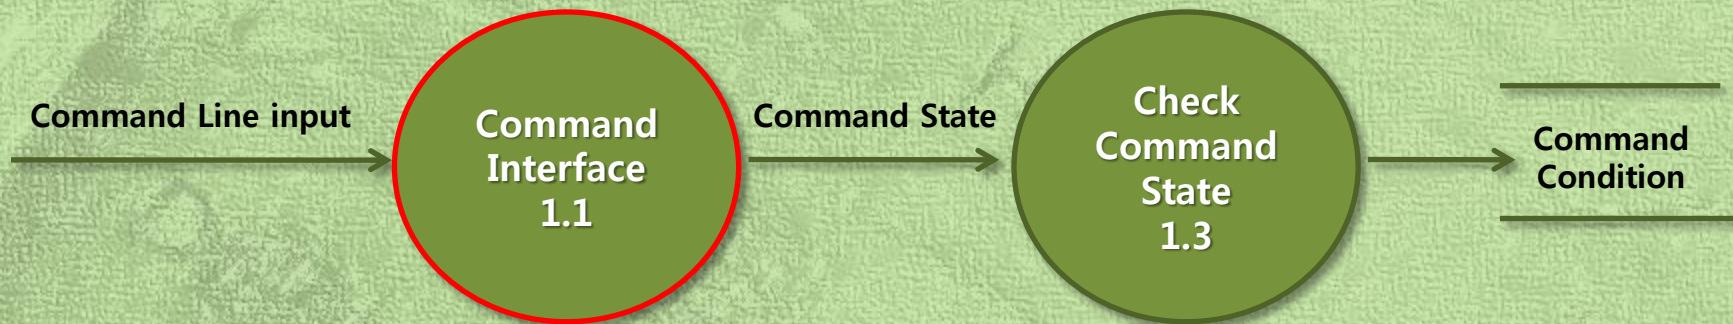 Command Line input
Command
Interface
1.1
Command State
Check
Command
State
1.3
Command
Condition